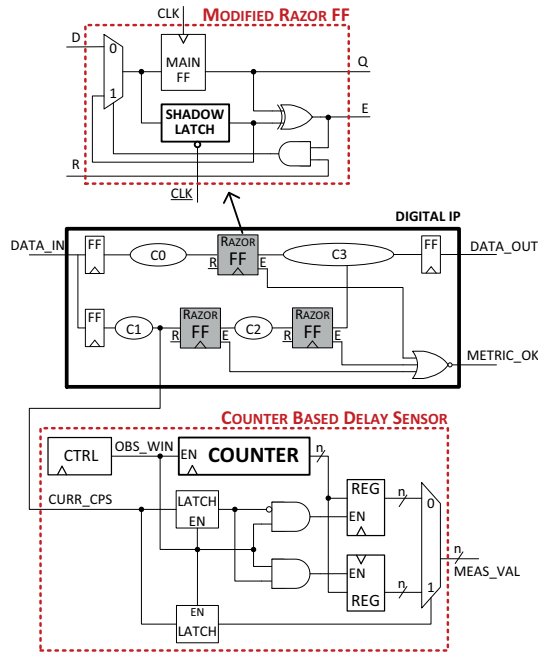 CLK
MODIFIED RAZOR FF
D
0
MAIN
FF
Q
1
SHADOW
LATCH
E
R
CLK
DIGITAL IP
DATA_IN
FF
C0
RAZOR
FF
R
E
C3
FF
DATA_OUT
FF
C1
RAZOR
FF
R
E
C2
RAZOR
FF
R
E
METRIC_OK
COUNTER BASED DELAY SENSOR
CTRL
OBS_WIN
EN
COUNTER
n
CURR_CPS
LATCH
EN
REG
EN
n
0
EN
REG
n
1
n
MEAS_VAL
EN
LATCH